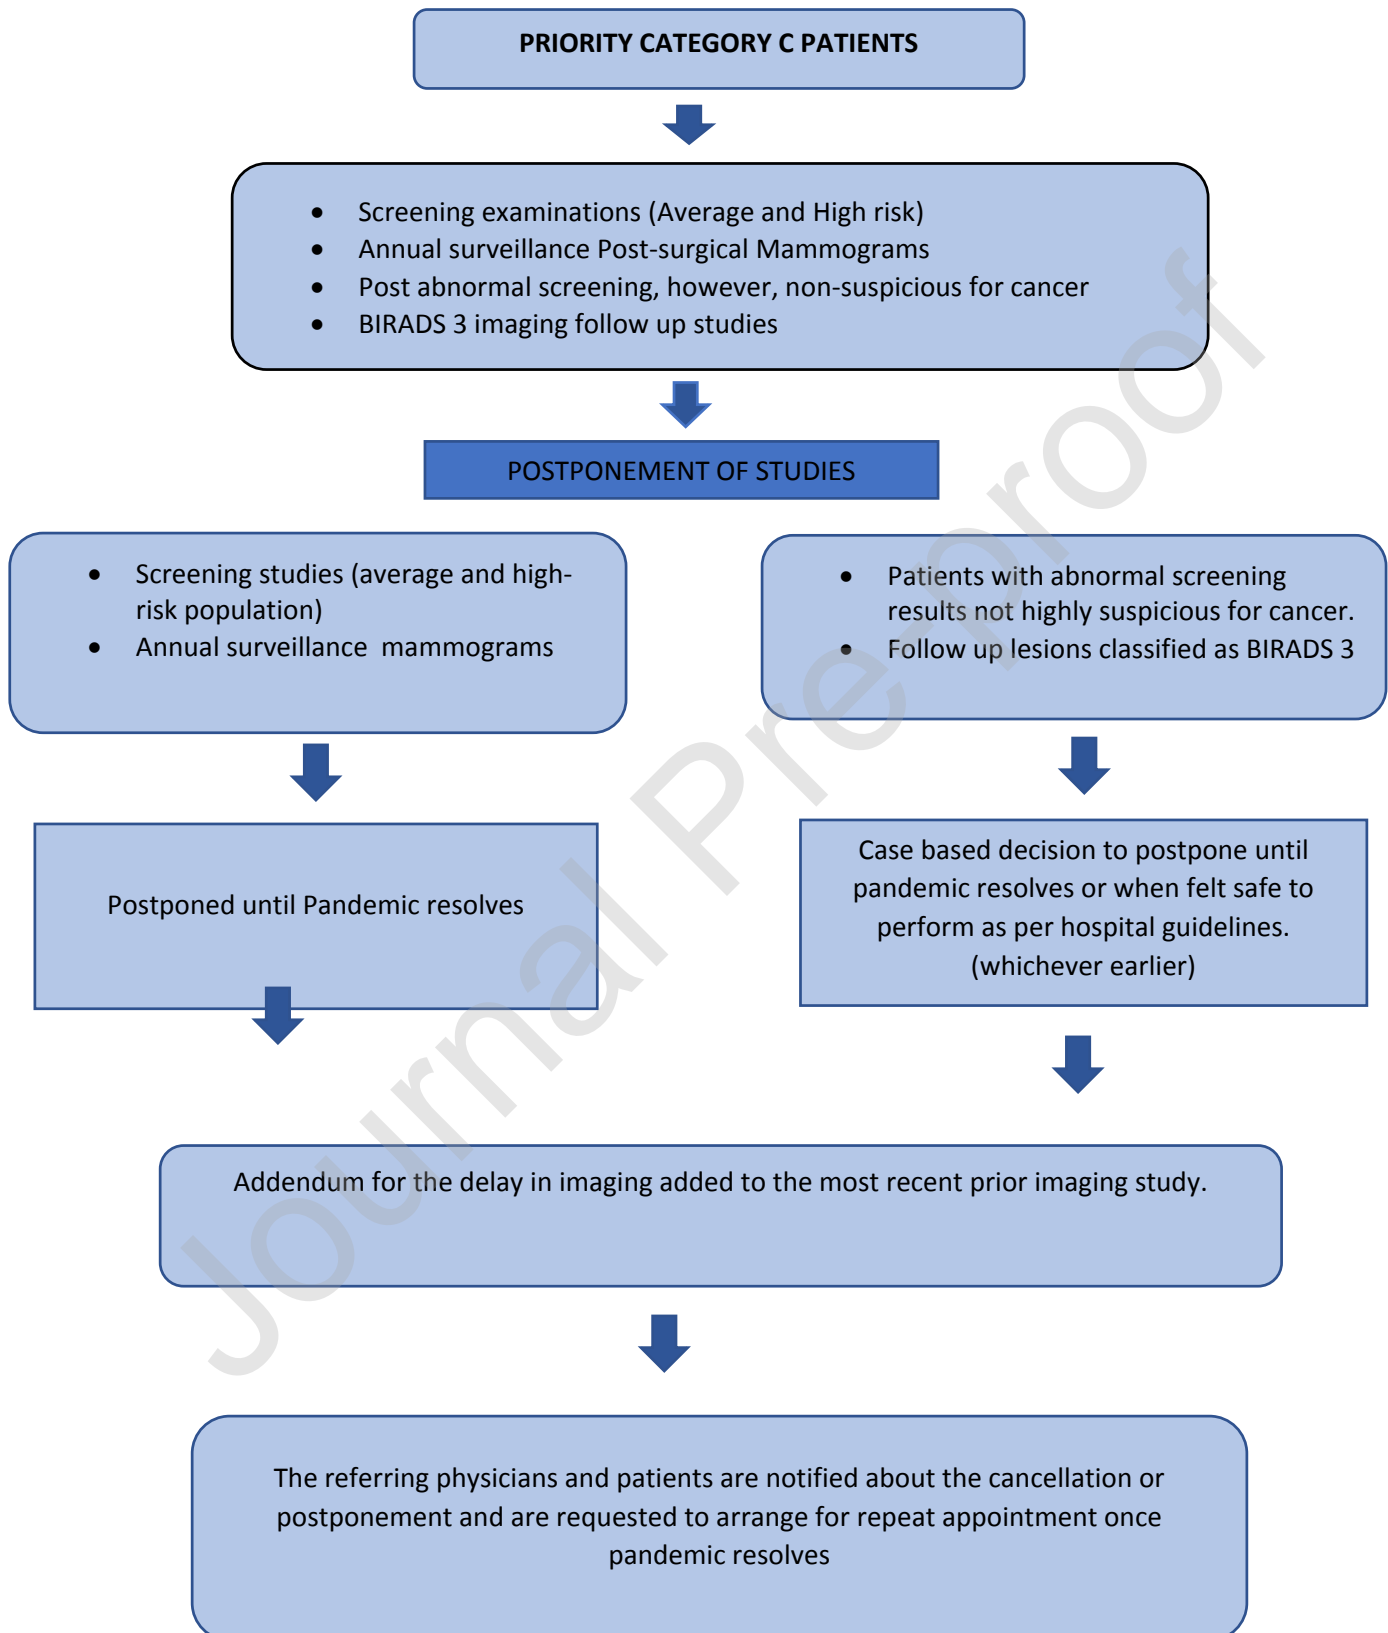 PRIORITY CATEGORY C PATIENTS
• Screening examinations (Average and High risk)
• Annual surveillance Post-surgical Mammograms
• Post abnormal screening, however, non-suspicious for cancer
• BIRADS 3 imaging follow up studies
POSTPONEMENT OF STUDIES
• Screening studies (average and high-
risk population)
• Annual surveillance  mammograms
• Patients with abnormal screening
results not highly suspicious for cancer.
• Follow up lesions classified as BIRADS 3
Postponed until Pandemic resolves
Case based decision to postpone until
pandemic resolves or when felt safe to
perform as per hospital guidelines.
(whichever earlier)
Addendum for the delay in imaging added to the most recent prior imaging study.
The referring physicians and patients are notified about the cancellation or
postponement and are requested to arrange for repeat appointment once
pandemic resolves
Journal Pre-proof